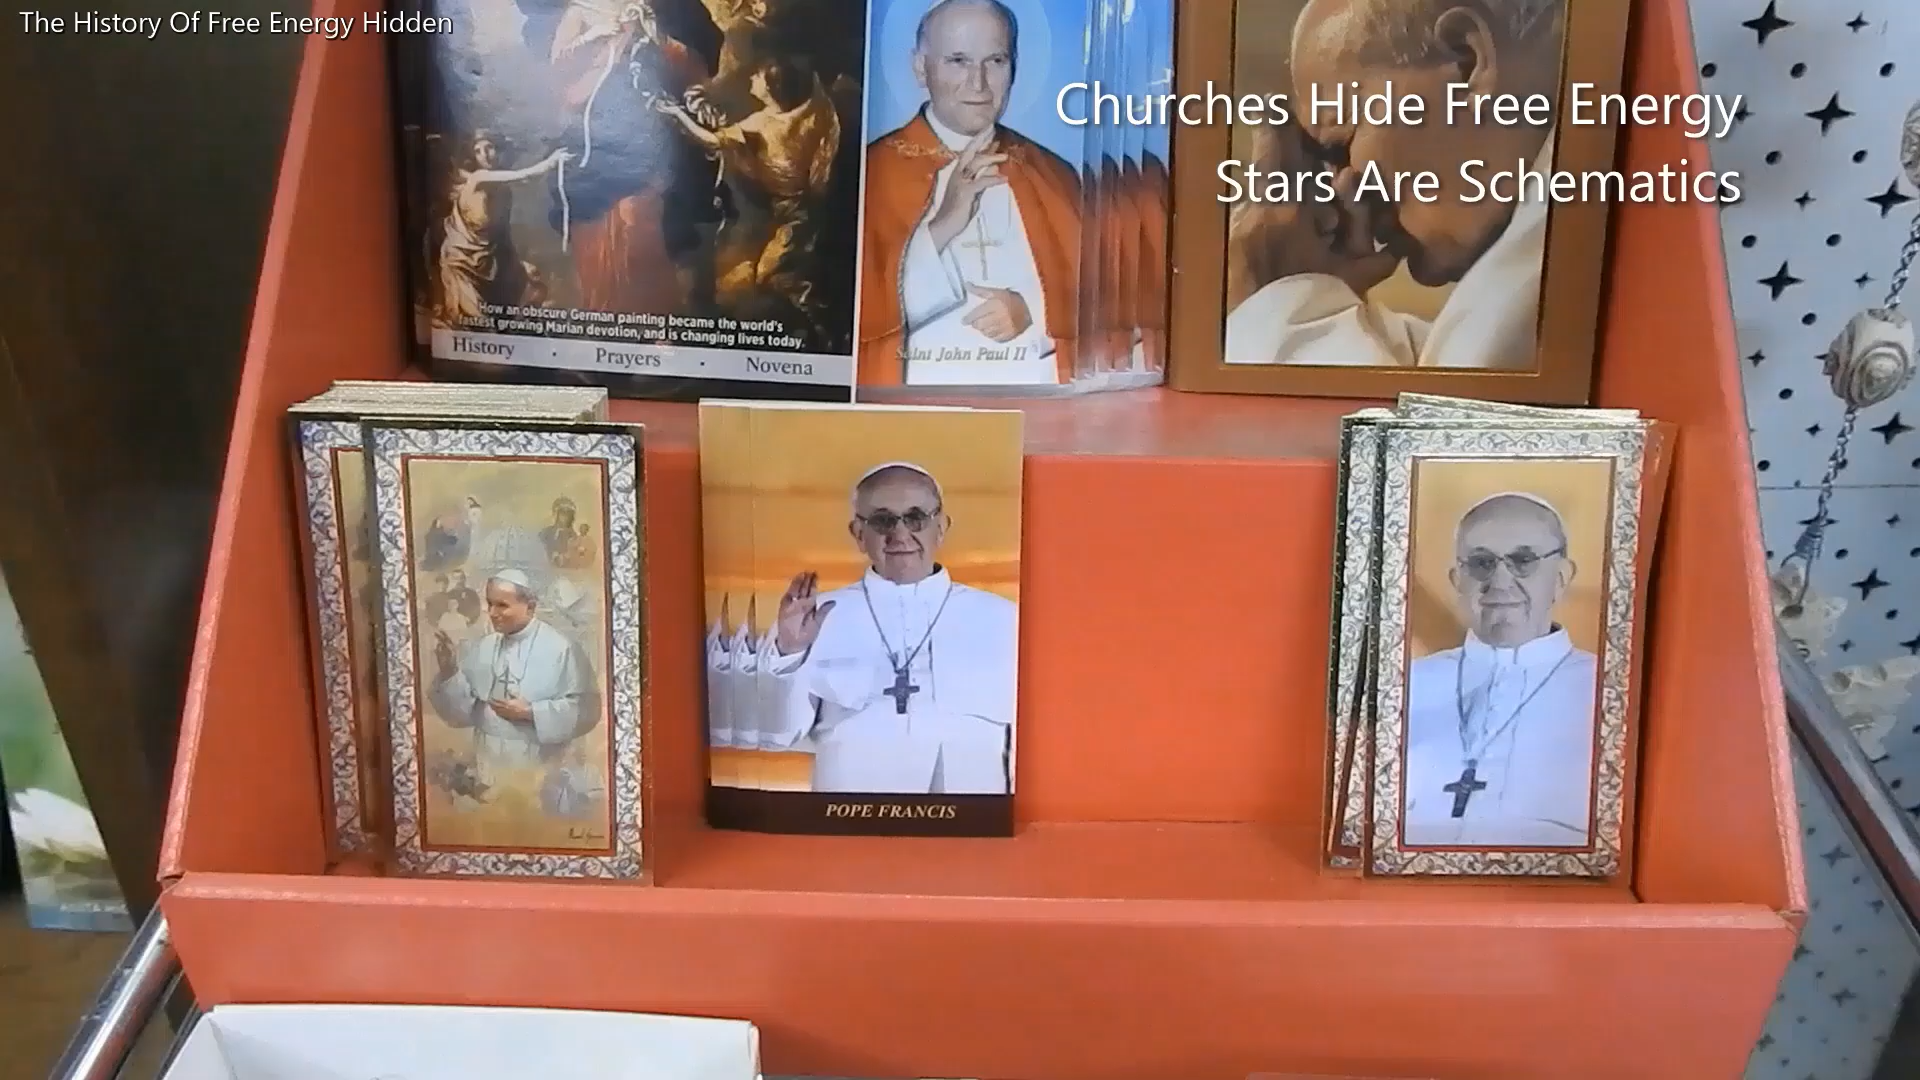 The History Of Free Energy Hidden
Churches Hide Free Energy
Stars Are Schematics
How an obscure German painting became the world's
fastest growing Marian devotion, and is changing lives today.
History · Prayers · Novena
Saint John Paul II
POPE FRANCIS